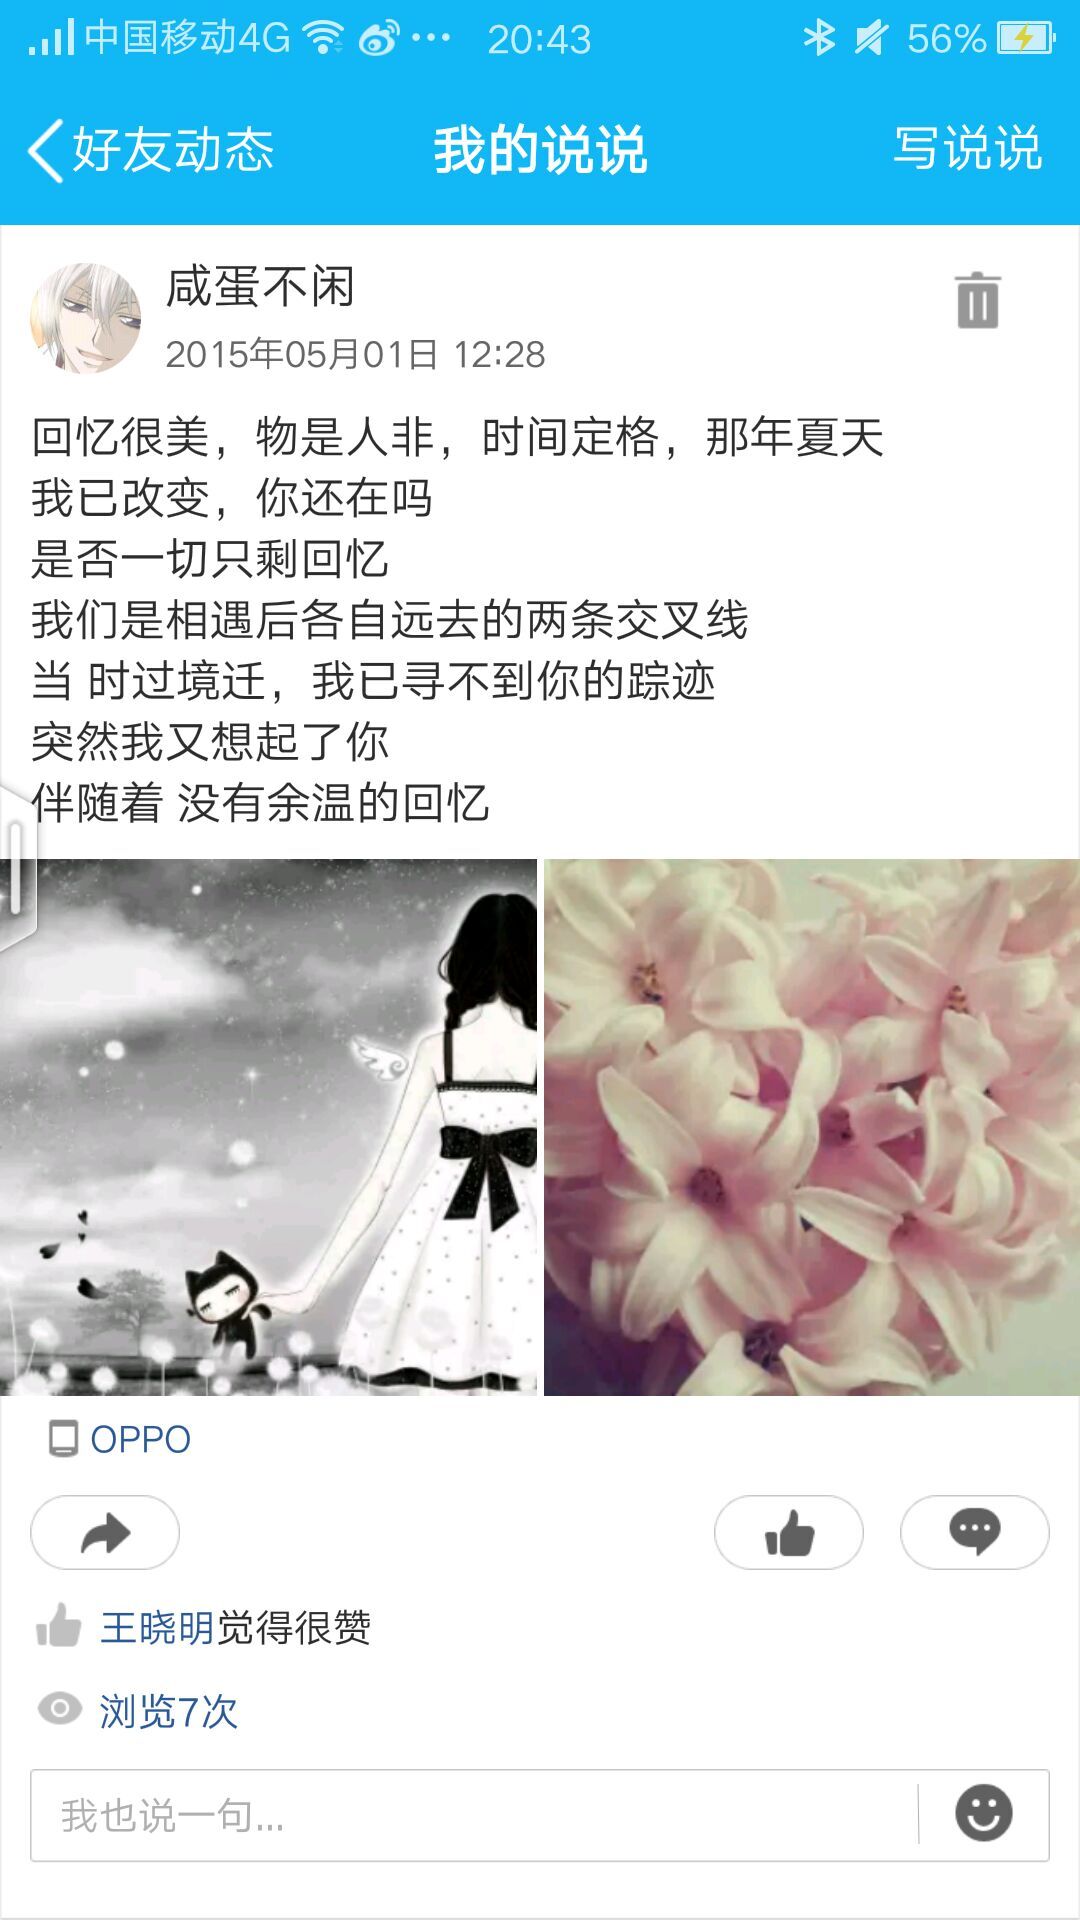 中国移动4G 20:43 56%
好友动态 我的说说 写说说
咸蛋不闲
2015年05月01日 12:28
回忆很美，物是人非，时间定格，那年夏天
我已改变，你还在吗
是否一切只剩回忆
我们是相遇后各自远去的两条交叉线
当 时过境迁，我已寻不到你的踪迹
突然我又想起了你
伴随着 没有余温的回忆
OPPO
王晓明觉得很赞
浏览7次
我也说一句...